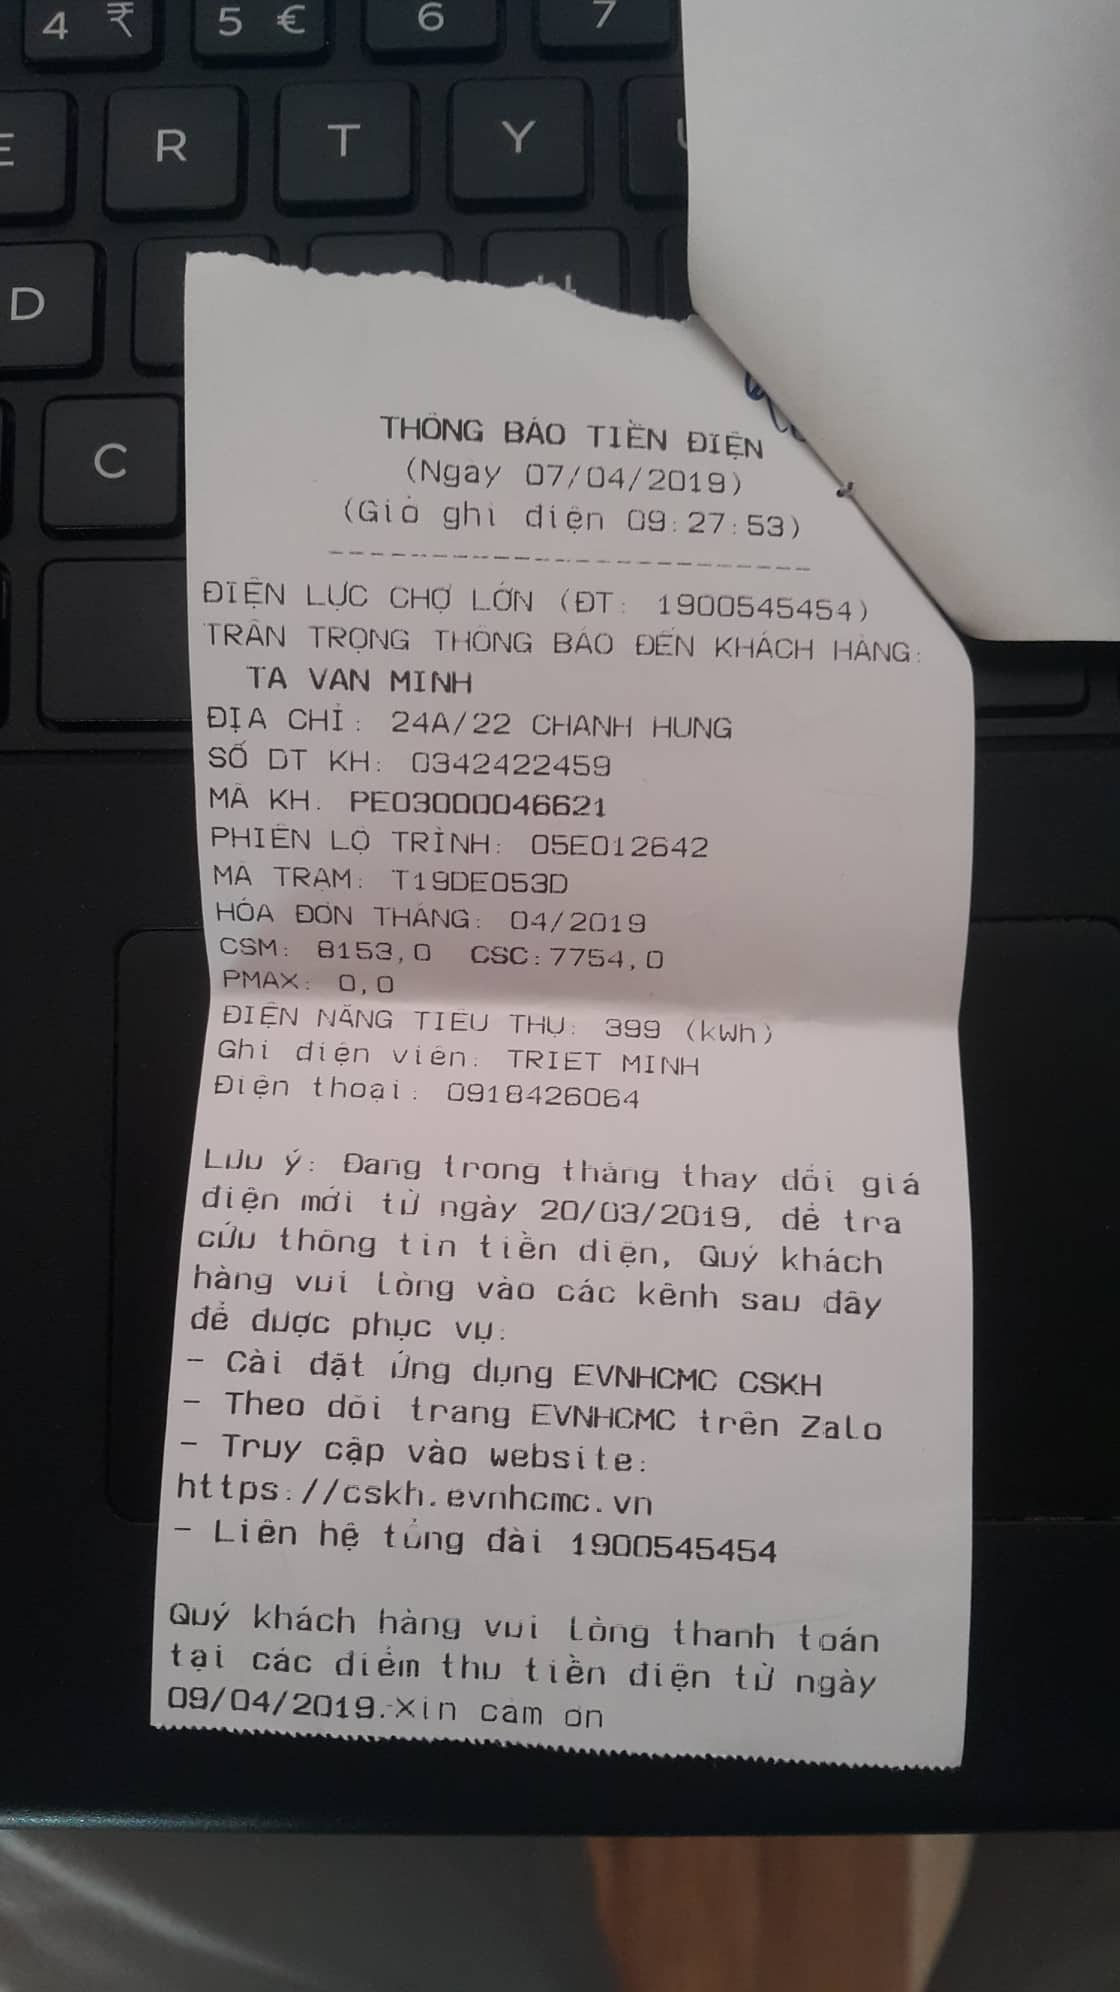 4 ₹ 5 € 6 7
E R T Y
D
C
THÔNG BÁO TIỀN ĐIỆN
(Ngày 07/04/2019)
(Giờ ghi điện 09:27:53)
ĐIỆN LỰC CHỢ LỚN (ĐT: 1900545454)
TRÂN TRỌNG THÔNG BÁO ĐẾN KHÁCH HÀNG:
TA VAN MINH
ĐỊA CHỈ: 24A/22 CHANH HUNG
SỐ DT KH: 0342422459
MÃ KH: PE03000046621
PHIÊN LỘ TRÌNH: 05E012642
MÃ TRẠM: T19DE053D
HÓA ĐƠN THÁNG: 04/2019
CSM: 8153,0 CSC:7754,0
PMAX: 0,0
ĐIỆN NĂNG TIÊU THỤ: 399 (kWh)
Ghi điện viên: TRIET MINH
Điện thoại: 0918426064
Lưu ý: Đang trong tháng thay đổi giá
điện mới từ ngày 20/03/2019, để tra
cứu thông tin tiền điện, Quý khách
hàng vui lòng vào các kênh sau đây
để được phục vụ:
- Cài đặt ứng dụng EVNHCMC CSKH
- Theo dõi trang EVNHCMC trên Zalo
- Truy cập vào website:
https://cskh.evnhcmc.vn
- Liên hệ tổng đài 1900545454
Quý khách hàng vui lòng thanh toán
tại các điểm thu tiền điện từ ngày
09/04/2019.Xin cảm ơn